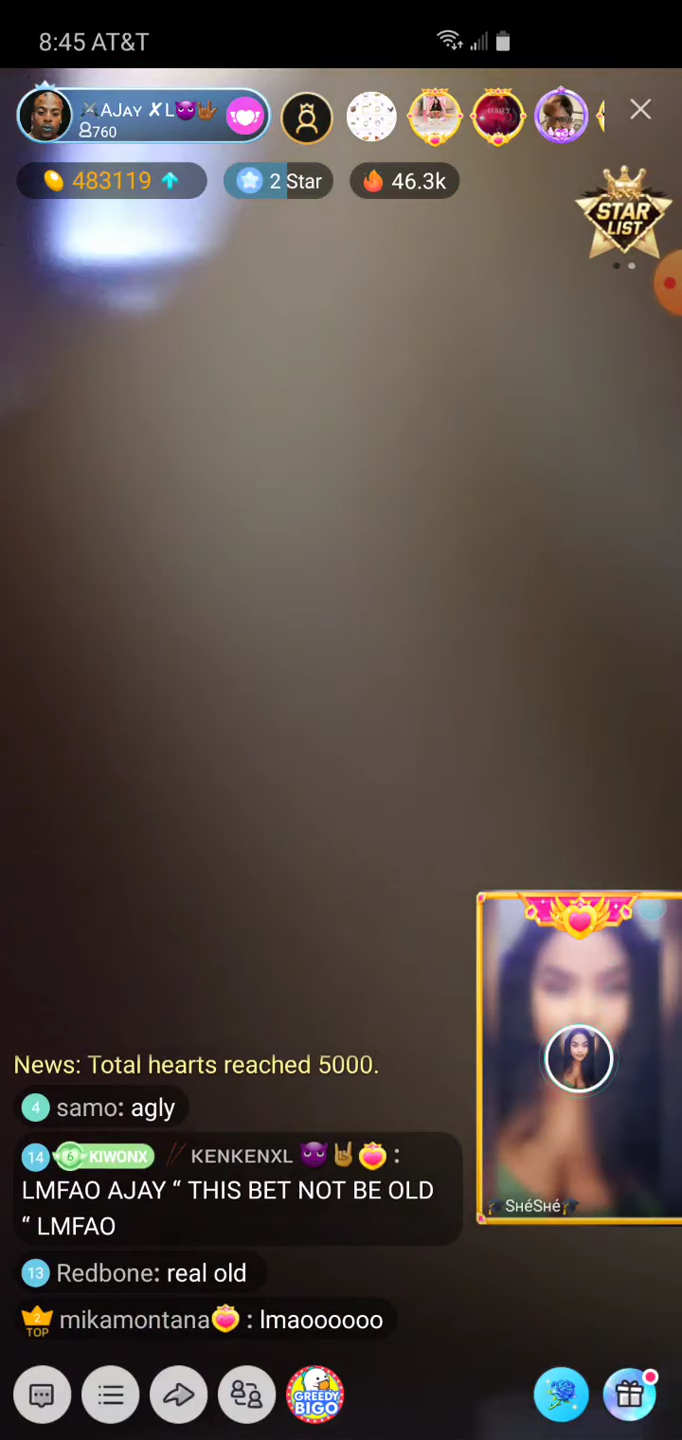 8:45 AT&T
⚔AJAY ✗L😈🤟🏾
760
483119
2 Star
46.3k
STAR
LIST
News: Total hearts reached 5000.
4 samo: agly
14 6 KIWONX KENKENXL 😈🤘🏽 :
LMFAO AJAY “ THIS BET NOT BE OLD
“ LMFAO
🎓SʜéSʜé🎓
13 Redbone: real old
2 TOP mikamontana : lmaoooooo
GREEDY
BIGO